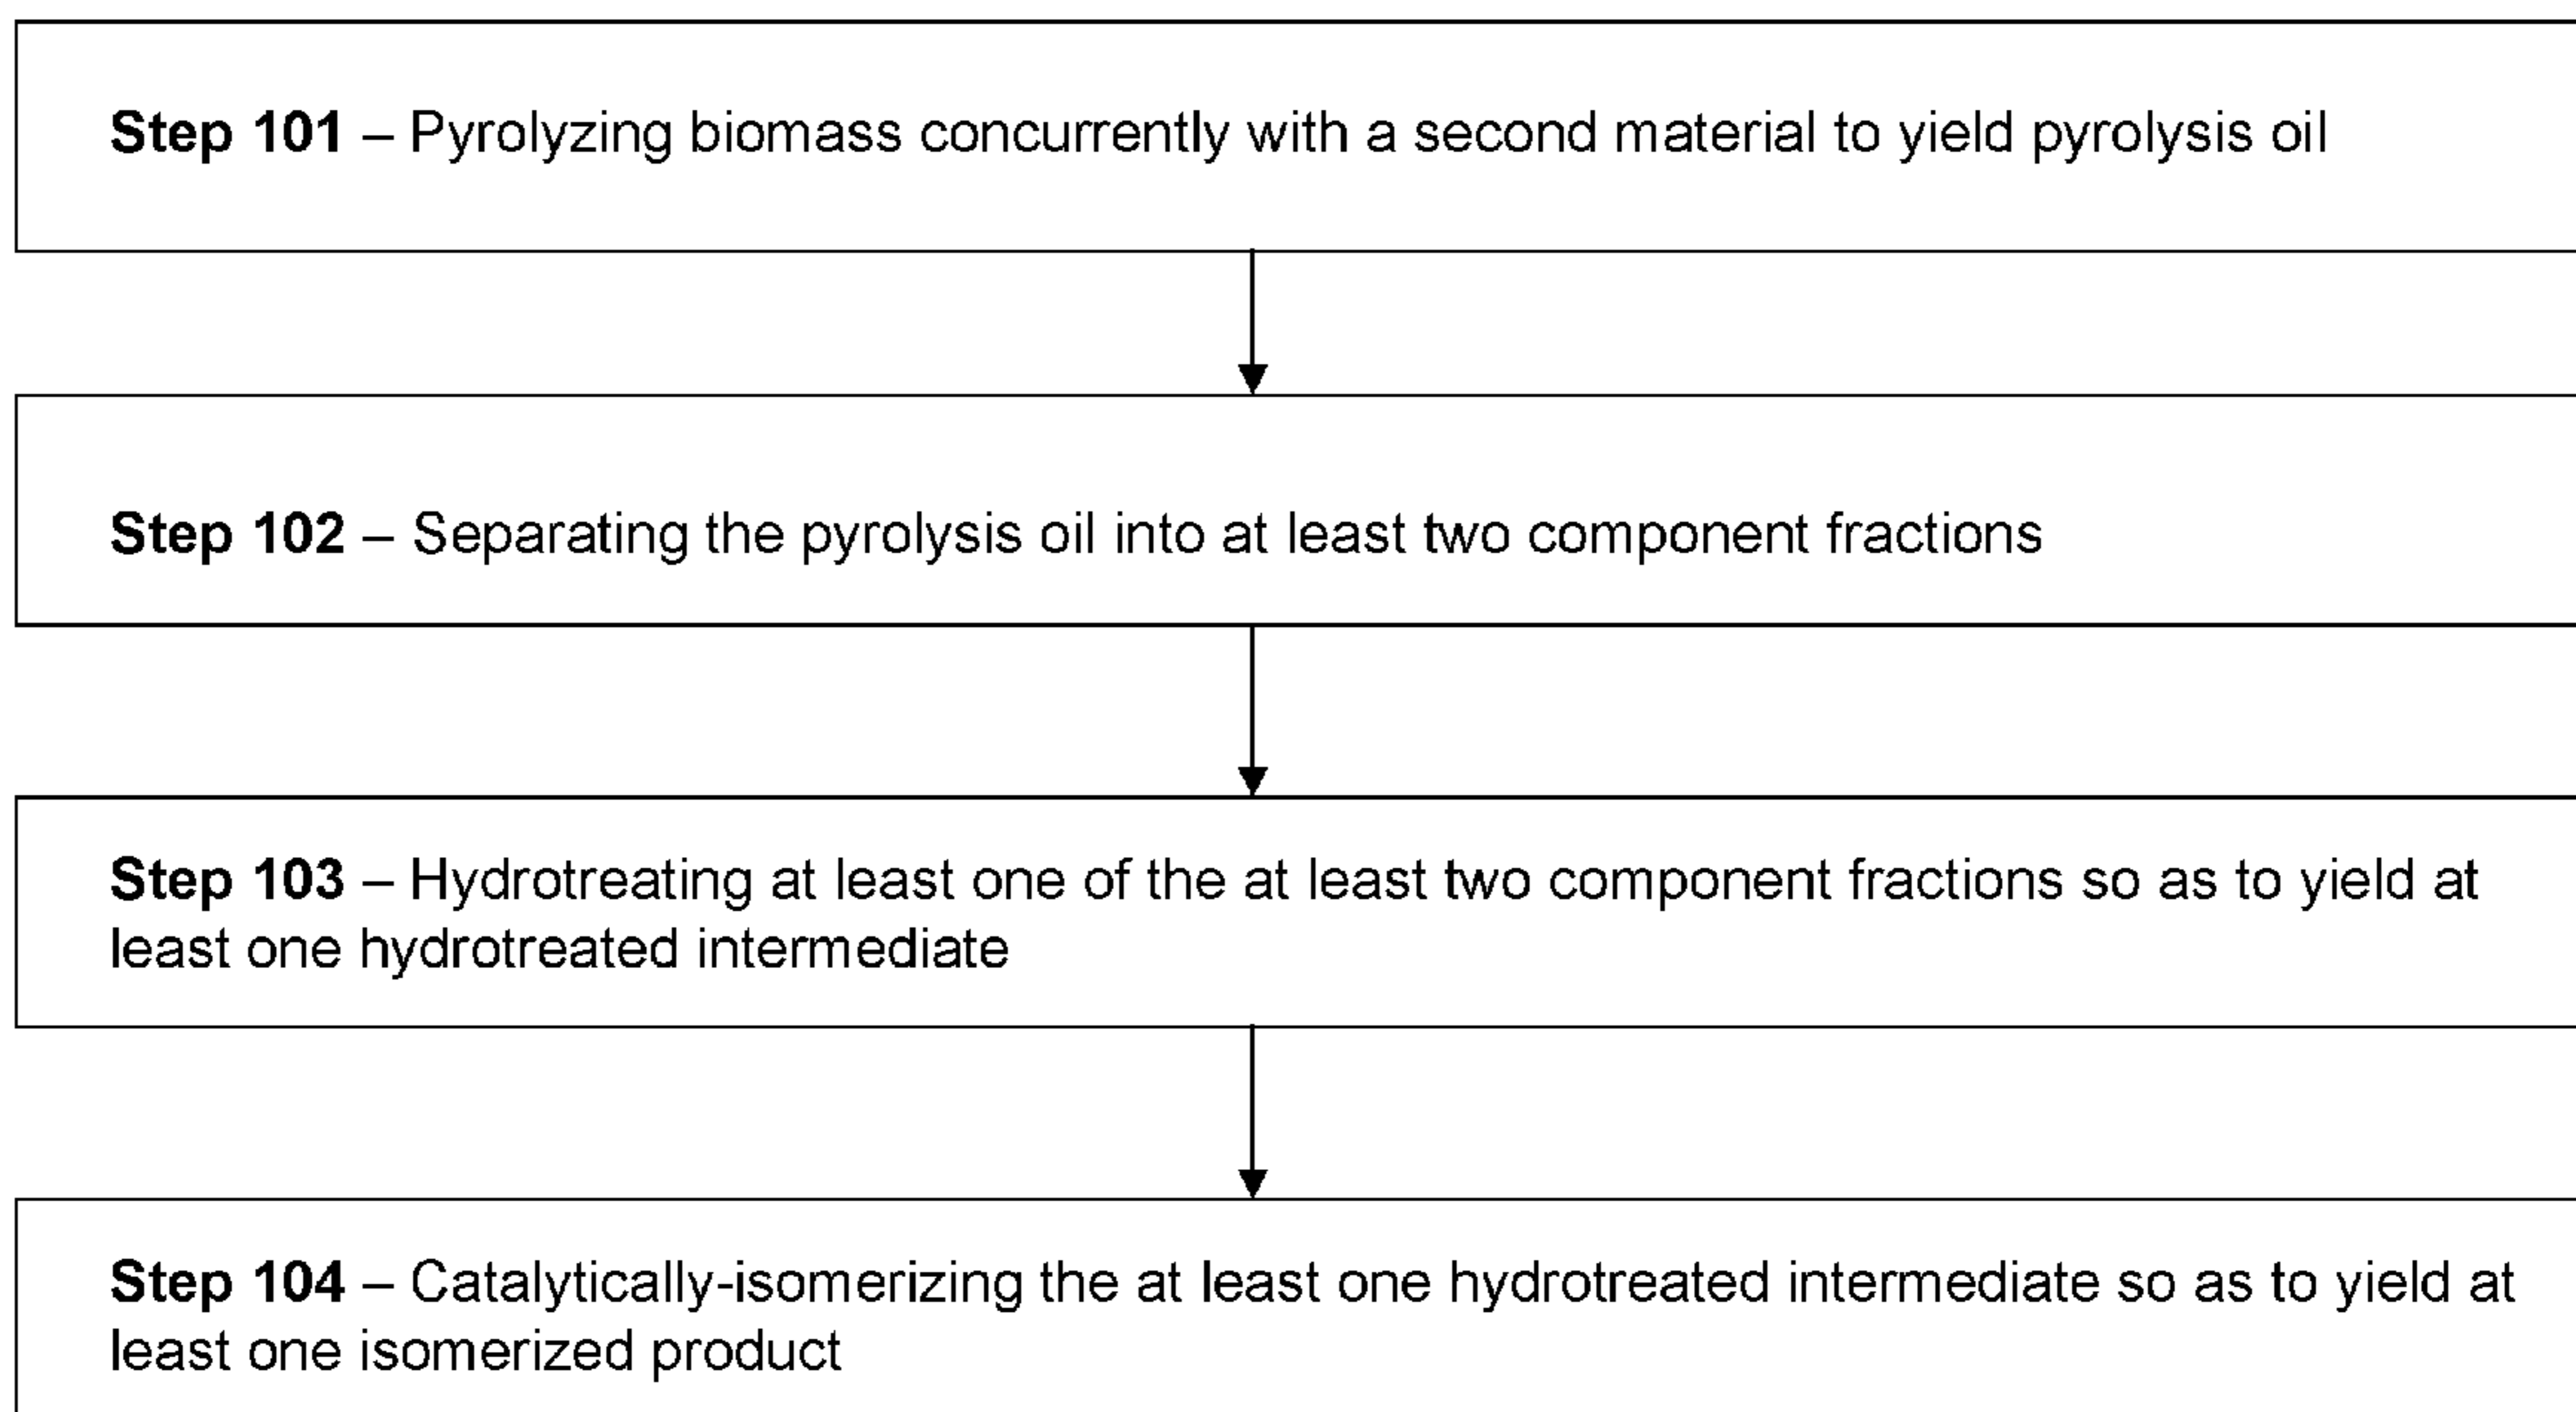 Step 101 – Pyrolyzing biomass concurrently with a second material to yield pyrolysis oil
Step 102 – Separating the pyrolysis oil into at least two component fractions
Step 103 – Hydrotreating at least one of the at least two component fractions so as to yield at
least one hydrotreated intermediate
Step 104 – Catalytically-isomerizing the at least one hydrotreated intermediate so as to yield at
least one isomerized product